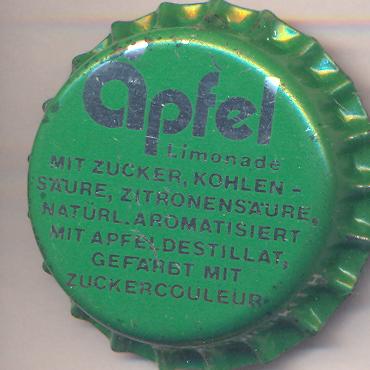 Apfel
Limonade
MIT ZUCKER, KOHLEN-
SÄURE, ZITRONENSÄURE,
NATÜRL. AROMATISIERT
MIT APFELDESTILLAT,
GEFÄRBT MIT
ZUCKERCOULEUR